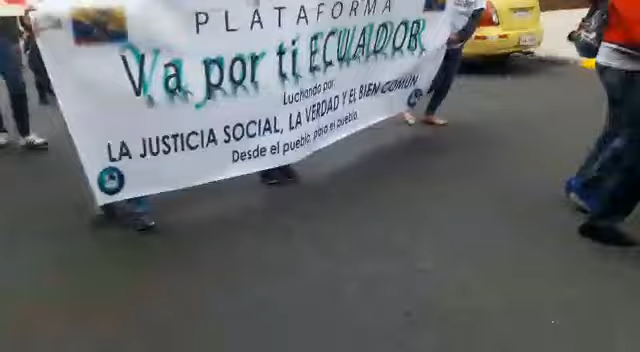 PLATAFORMA
Va por ti ECUADOR
Luchando por
LA JUSTICIA SOCIAL, LA VERDAD Y EL BIEN COMÚN
Desde el pueblo, para el pueblo.